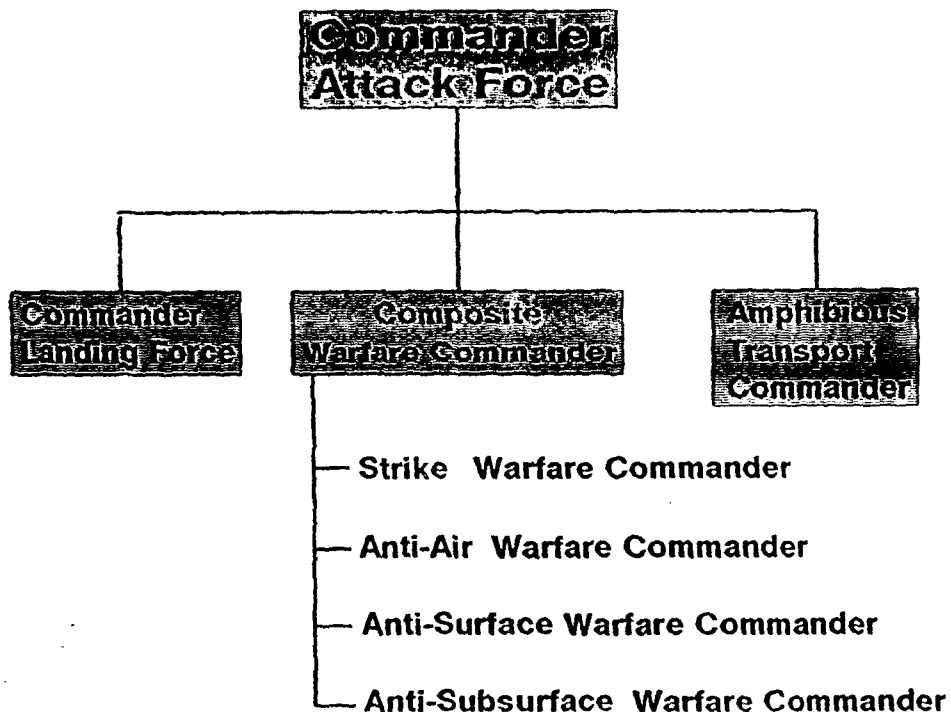 Commander
Attack Force
Commander
Landing Force
Composite
Warfare Commander
Amphibious
Transport
Commander
Strike Warfare Commander
Anti-Air Warfare Commander
Anti-Surface Warfare Commander
Anti-Subsurface Warfare Commander